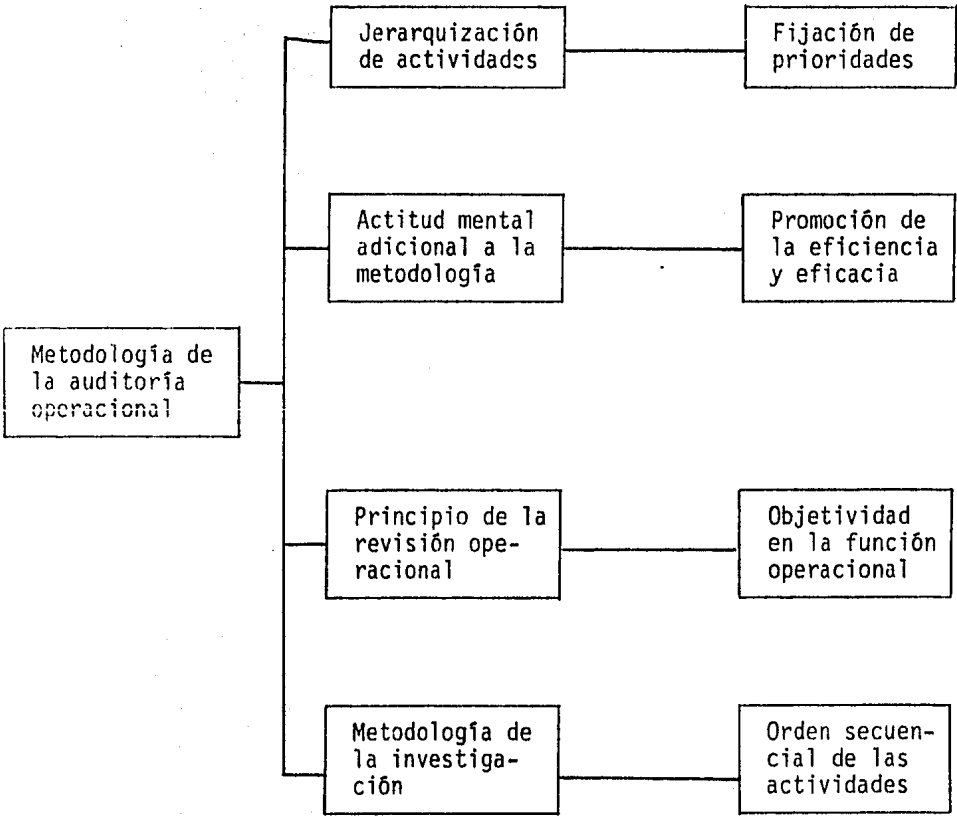 Jerarquización
de actividades
Fijación de
prioridades
Actitud mental
adicional a la
metodología
Promoción de
la eficiencia
y eficacia
Metodología de
la auditoría
operacional
Principio de la
revisión ope-
racional
Objetividad
en la función
operacional
Metodología de
la investiga-
ción
Orden secuen-
cial de las
actividades